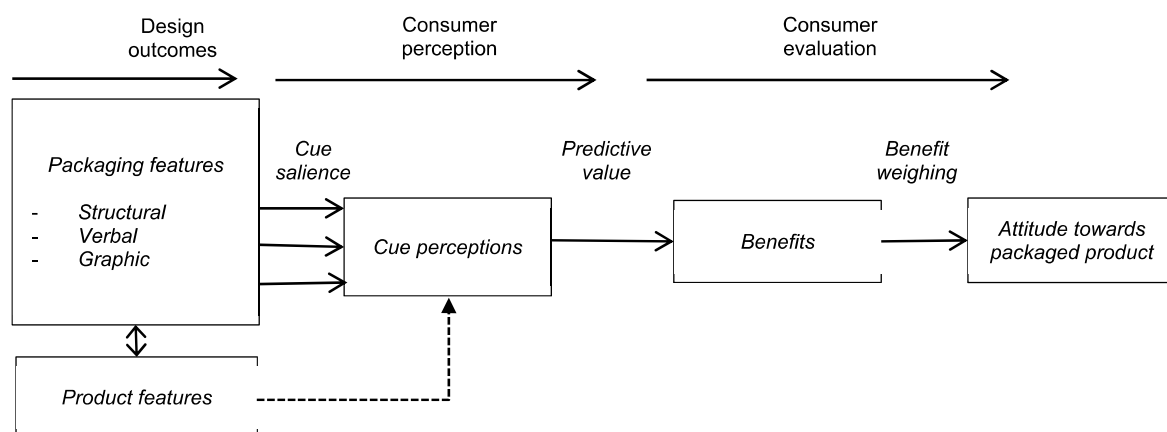 Design
outcomes
Consumer
perception
Consumer
evaluation
Packaging features
- Structural
- Verbal
- Graphic
Cue
salience
Cue perceptions
Predictive
value
Benefits
Benefit
weighing
Attitude towards
packaged product
Product features